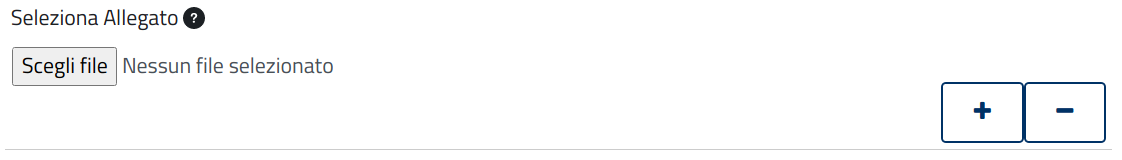 Seleziona Allegato ?
Scegli file Nessun file selezionato
+ −